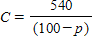 C = 540/(100 − p)